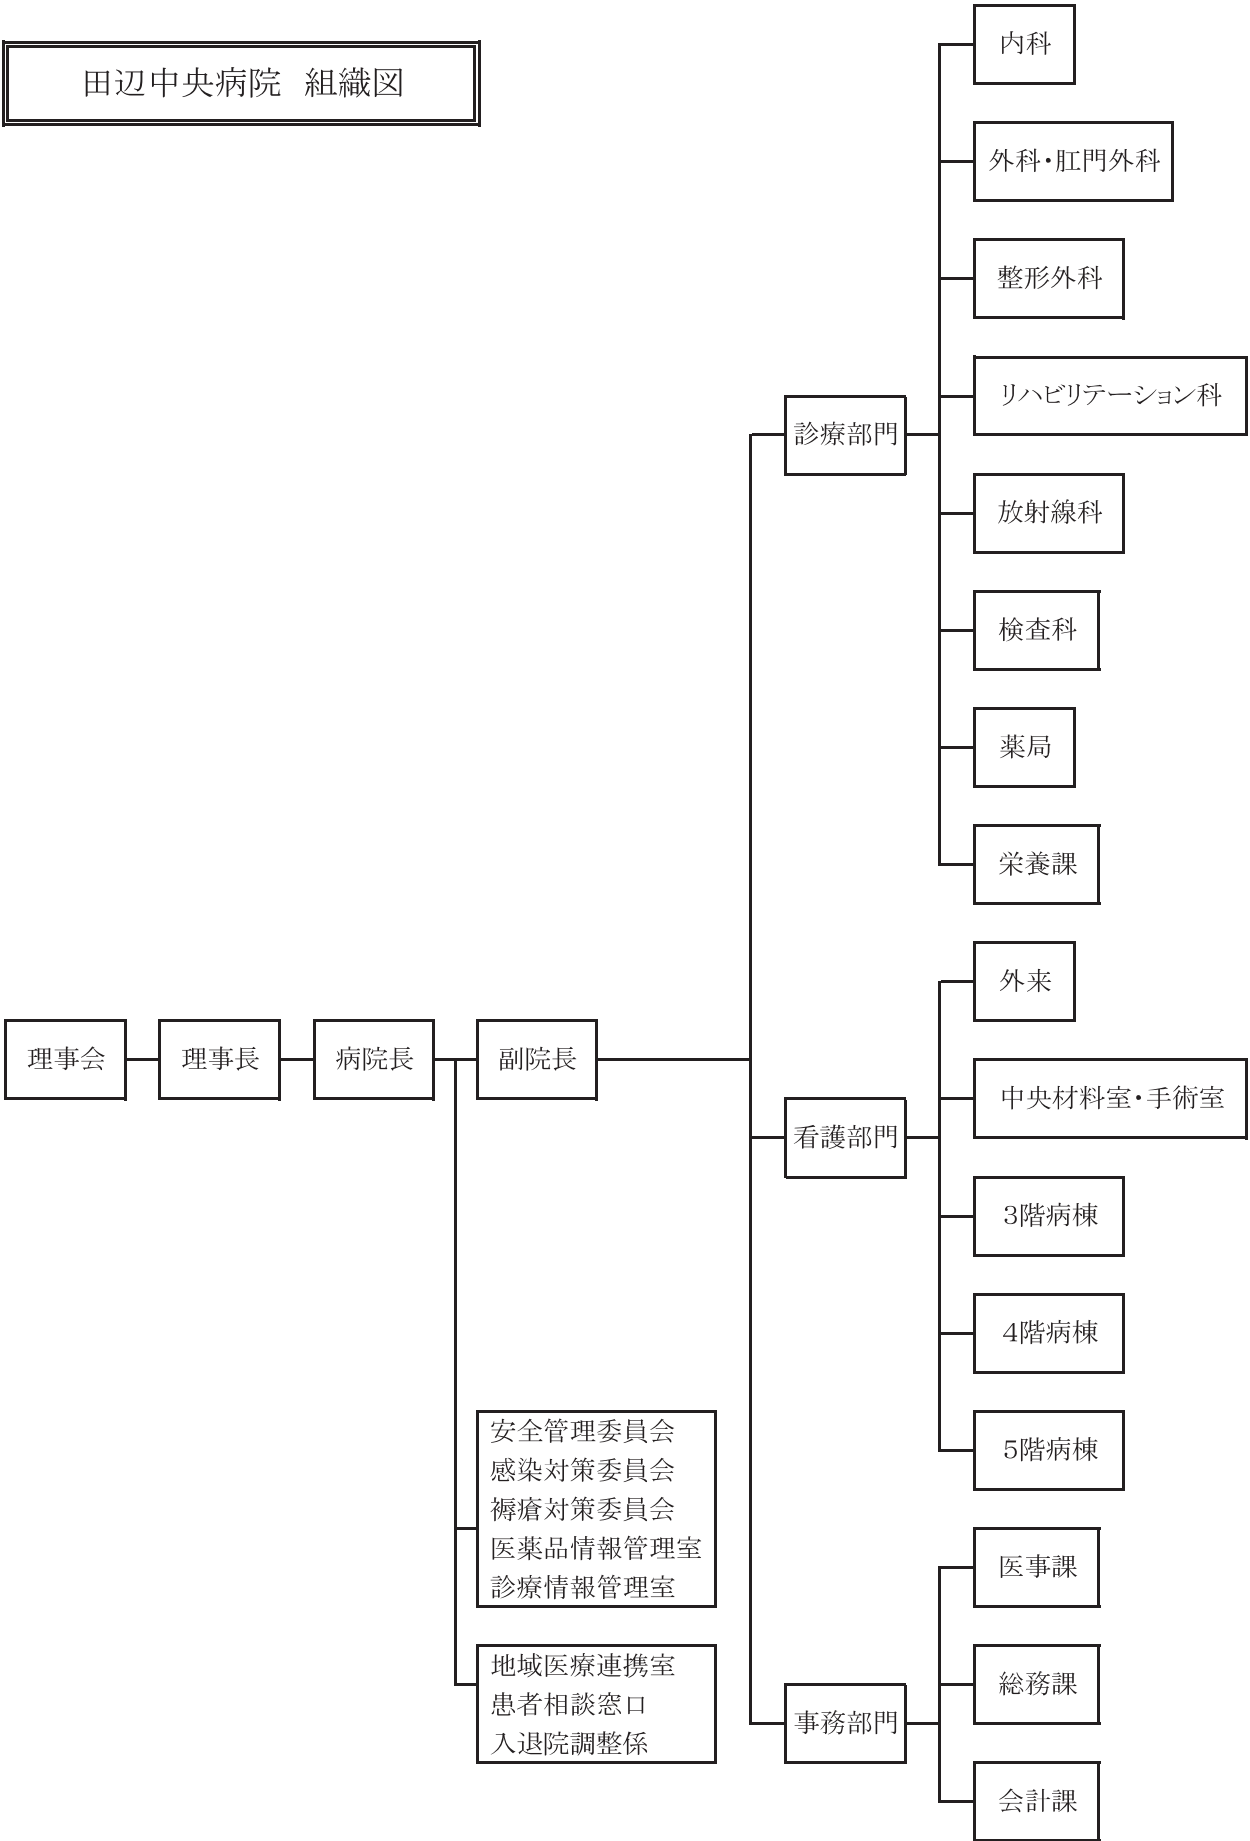 田辺中央病院 組織図
内科
外科・肛門外科
整形外科
リハビリテーション科
診療部門
放射線科
検査科
薬局
栄養課
外来
理事会
理事長
病院長
副院長
中央材料室・手術室
看護部門
3階病棟
4階病棟
5階病棟
安全管理委員会
感染対策委員会
褥瘡対策委員会
医薬品情報管理室
診療情報管理室
医事課
地域医療連携室
患者相談窓口
入退院調整係
総務課
事務部門
会計課